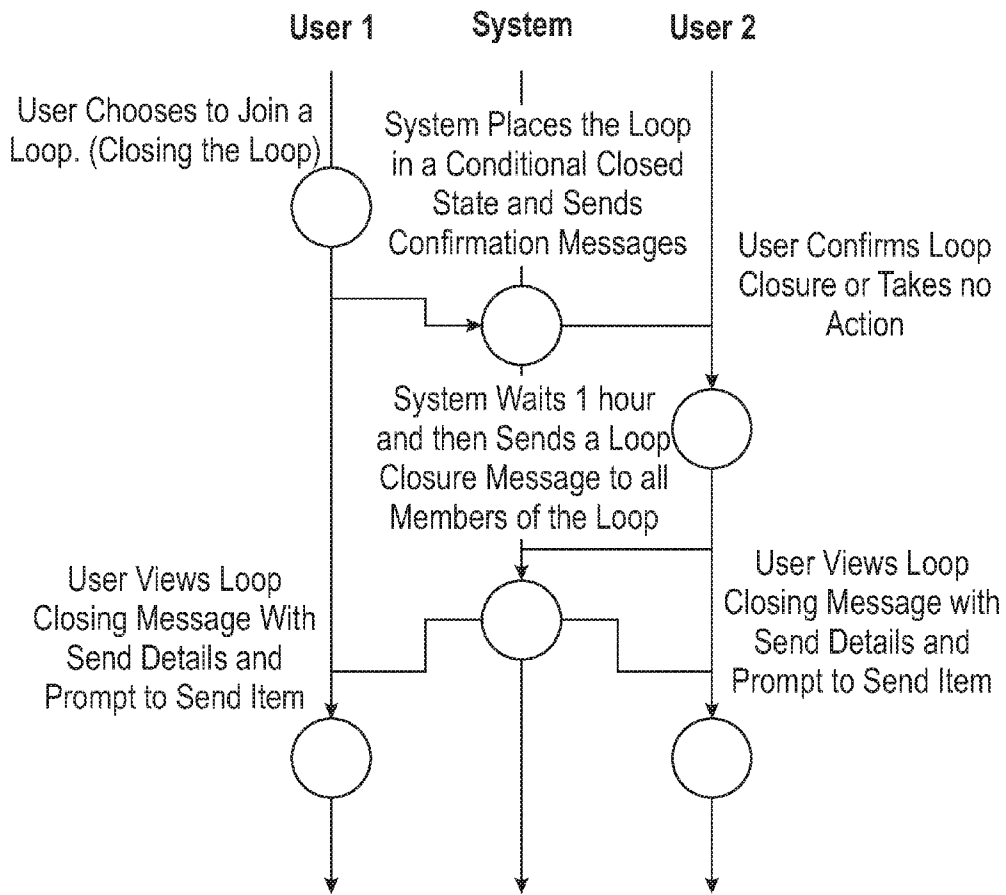 User 1
System
User 2
User Chooses to Join a
Loop. (Closing the Loop)
System Places the Loop
in a Conditional Closed
State and Sends
Confirmation Messages
User Confirms Loop
Closure or Takes no
Action
System Waits 1 hour
and then Sends a Loop
Closure Message to all
Members of the Loop
User Views Loop
Closing Message With
Send Details and
Prompt to Send Item
User Views Loop
Closing Message with
Send Details and
Prompt to Send Item